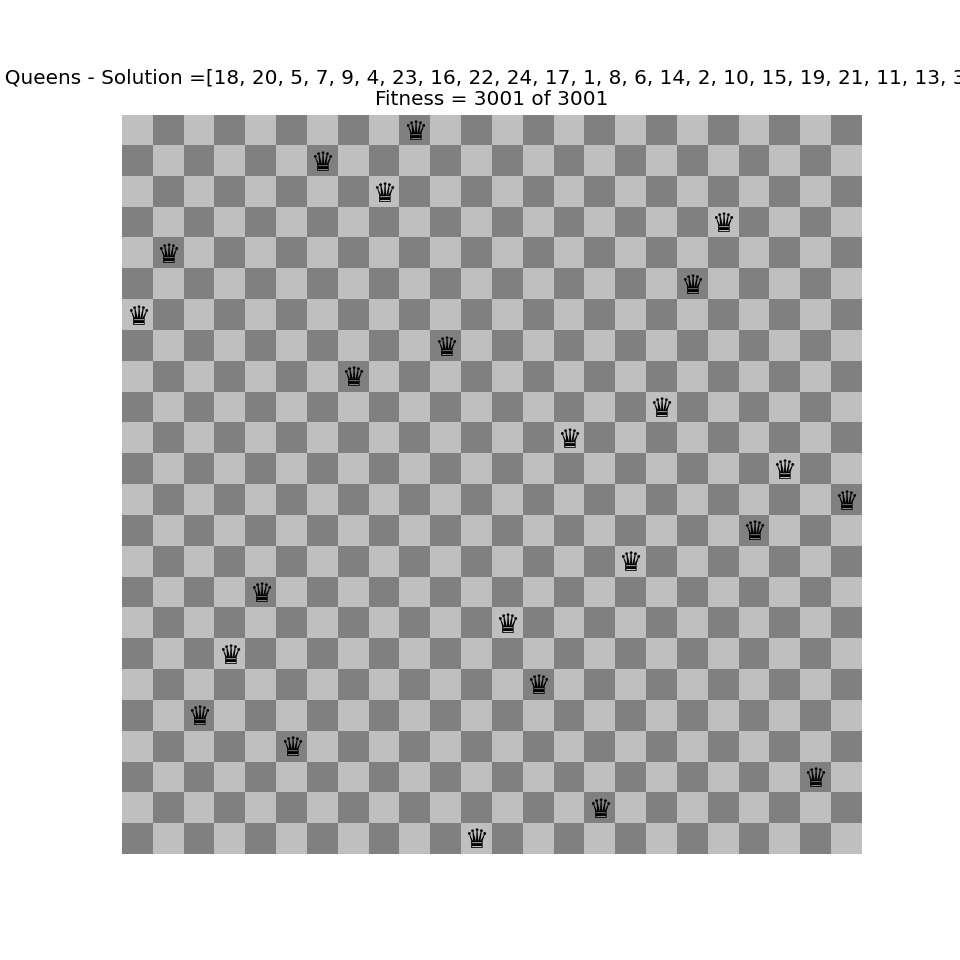 Queens - Solution =[18, 20, 5, 7, 9, 4, 23, 16, 22, 24, 17, 1, 8, 6, 14, 2, 10, 15, 19, 21, 11, 13, 3
Fitness = 3001 of 3001